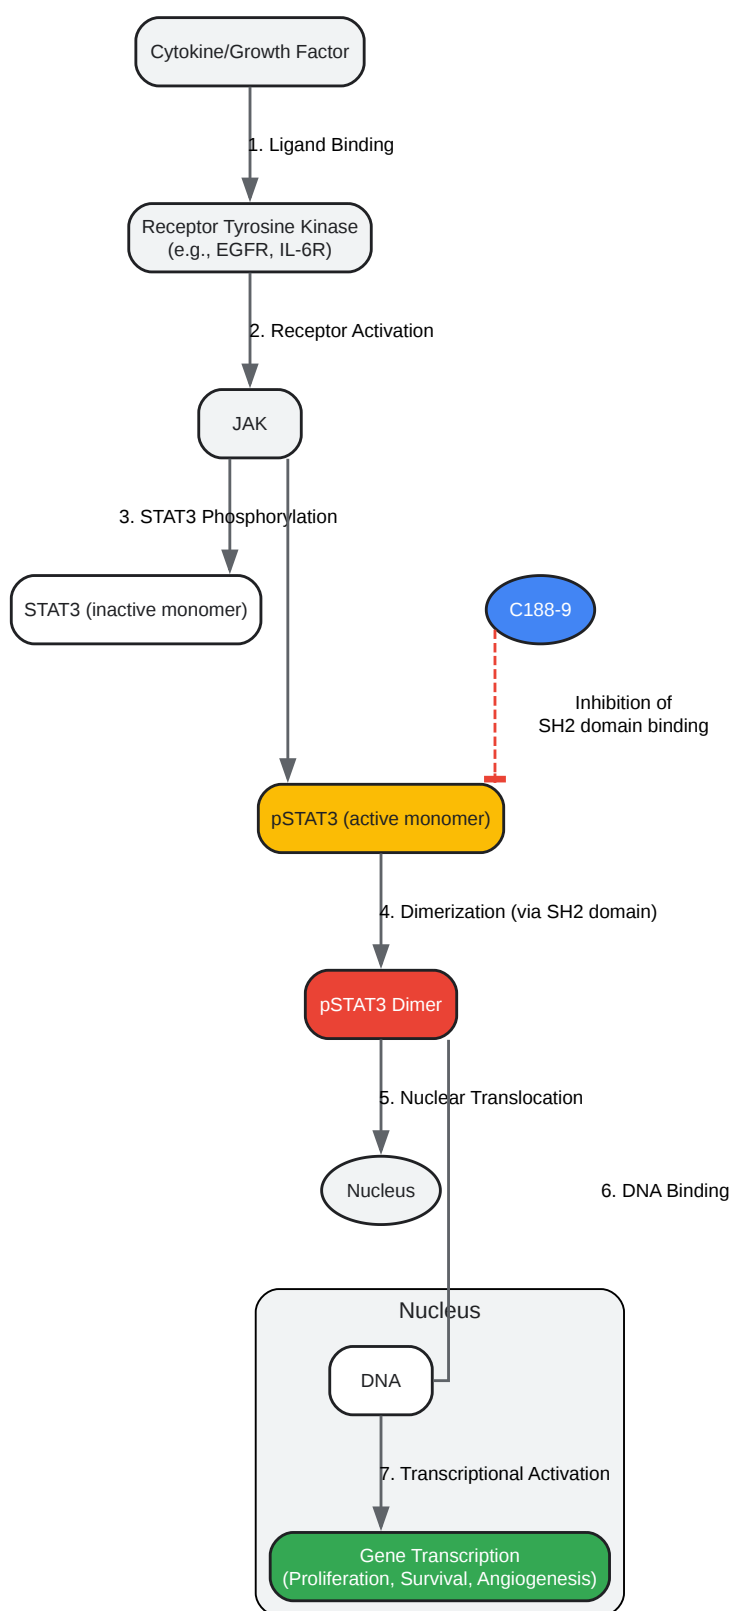 Cytokine/Growth Factor
1. Ligand Binding
Receptor Tyrosine Kinase
(e.g., EGFR, IL-6R)
2. Receptor Activation
JAK
3. STAT3 Phosphorylation
STAT3 (inactive monomer)
C188-9
Inhibition of
SH2 domain binding
pSTAT3 (active monomer)
4. Dimerization (via SH2 domain)
pSTAT3 Dimer
5. Nuclear Translocation
Nucleus
6. DNA Binding
Nucleus
DNA
7. Transcriptional Activation
Gene Transcription
(Proliferation, Survival, Angiogenesis)